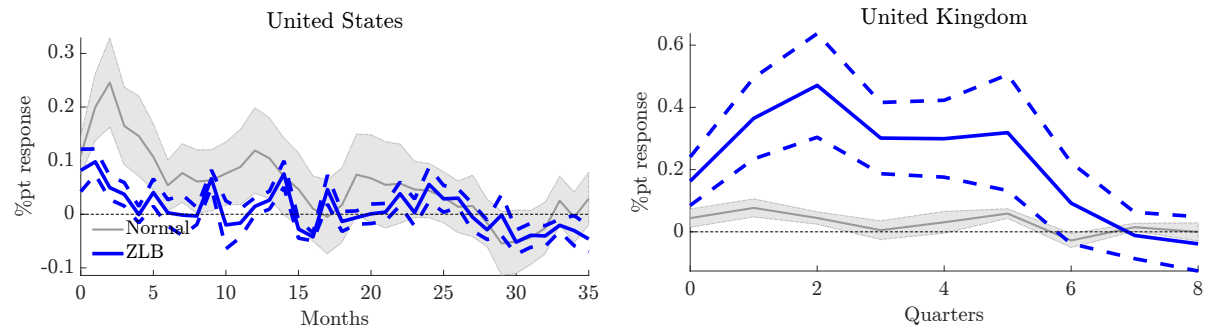 United States
%pt response
0.3
0.2
0.1
0
-0.1
Normal
ZLB
0
5
10
15
20
25
30
35
Months
United Kingdom
%pt response
0.6
0.4
0.2
0
0
2
4
6
8
Quarters